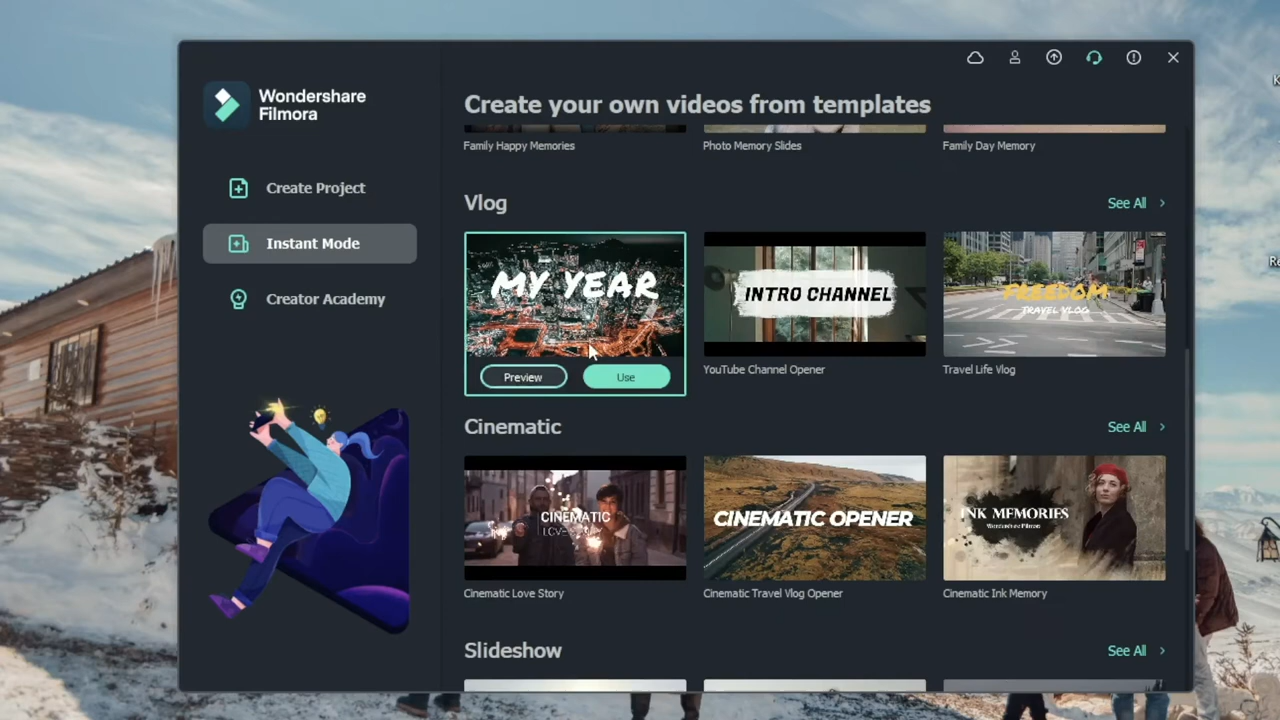 Wondershare
Filmora
Create your own videos from templates
Create Project
Instant Mode
Creator Academy
Family Happy Memories
Photo Memory Slides
Family Day Memory
Vlog
See All
MY YEAR
INTRO CHANNEL
FREEDOM
TRAVEL VLOG
Preview
Use
YouTube Channel Opener
Travel Life Vlog
Cinematic
See All
CINEMATIC
CINEMATIC OPENER
INK MEMORIES
Wondershare Filmora
Cinematic Love Story
Cinematic Travel Vlog Opener
Cinematic Ink Memory
Slideshow
See All